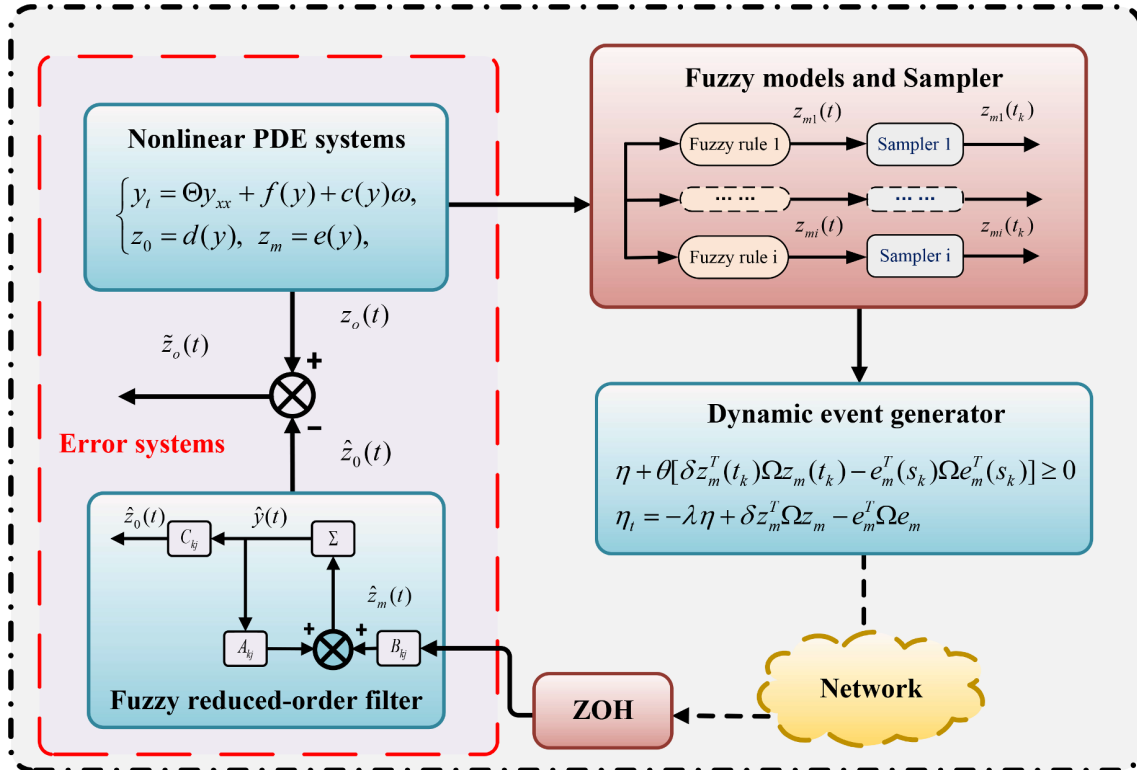 Nonlinear PDE systems
y_t = Θy_xx + f(y) + c(y)ω,
z_0 = d(y), z_m = e(y),
z_o(t)
z̃_o(t)
+
−
Error systems
ẑ_0(t)
ẑ_0(t)
C_kj
ŷ(t)
Σ
ẑ_m(t)
A_kj
+
+
B_kj
Fuzzy reduced-order filter
Fuzzy models and Sampler
Fuzzy rule 1
z_m1(t)
Sampler 1
z_m1(t_k)
... ...
... ...
Fuzzy rule i
z_mi(t)
Sampler i
z_mi(t_k)
Dynamic event generator
η + θ[δz_m^T(t_k)Ωz_m(t_k) − e_m^T(s_k)Ωe_m^T(s_k)] ≥ 0
η_t = −λη + δz_m^TΩz_m − e_m^TΩe_m
Network
ZOH